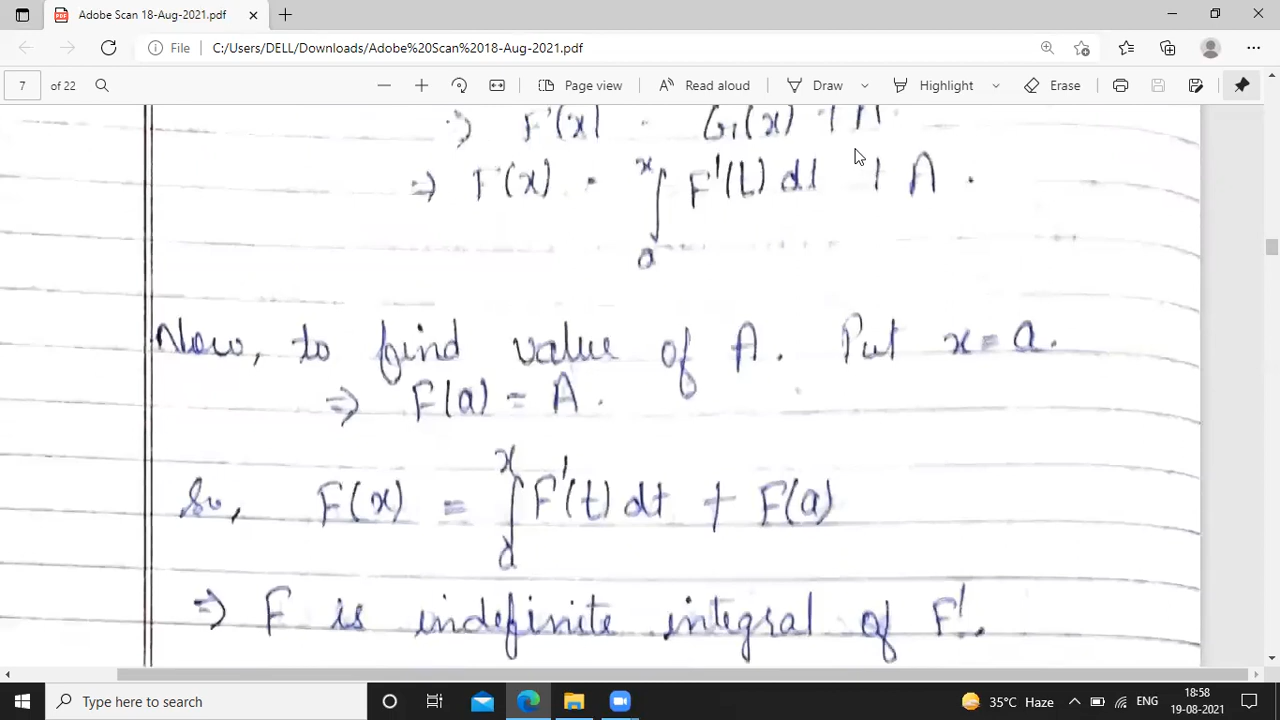 Adobe Scan 18-Aug-2021.pdf
File C:/Users/DELL/Downloads/Adobe%20Scan%2018-Aug-2021.pdf
7 of 22 Page view Read aloud Draw Highlight Erase
⇒ F(x) = G(x) + A
⇒ F(x) = ∫ₐˣ F'(t) dt + A.
Now, to find value of A. Put x = a.
⇒ F(a) = A.
So, F(x) = ∫ₐˣ F'(t) dt + F(a)
⇒ F is indefinite integral of F'.
Type here to search
35°C Haze ENG 18:58
19-08-2021